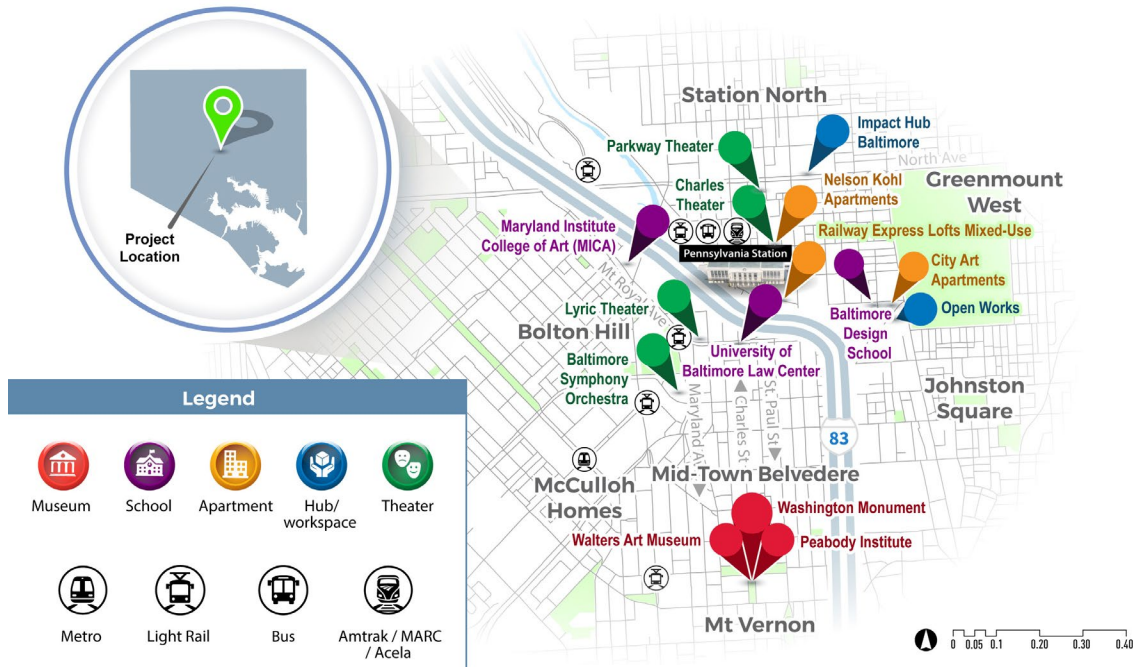 Project
Location
Station North
Parkway Theater
Impact Hub
Baltimore
North Ave
Charles
Theater
Nelson Kohl
Apartments
Greenmount
West
Maryland Institute
College of Art (MICA)
Railway Express Lofts Mixed-Use
Pennsylvania Station
City Art
Apartments
Mt Royal Ave
Lyric Theater
Open Works
Bolton Hill
Baltimore
Design
School
University of
Baltimore Law Center
Baltimore
Symphony
Orchestra
Maryland Av
Charles St
St. Paul St
Johnston
Square
83
Mid-Town Belvedere
McCulloh
Homes
Washington Monument
Walters Art Museum
Peabody Institute
Mt Vernon
Legend
Museum
School
Apartment
Hub/
workspace
Theater
Metro
Light Rail
Bus
Amtrak / MARC
/ Acela
0 0.05 0.1 0.20 0.30 0.40